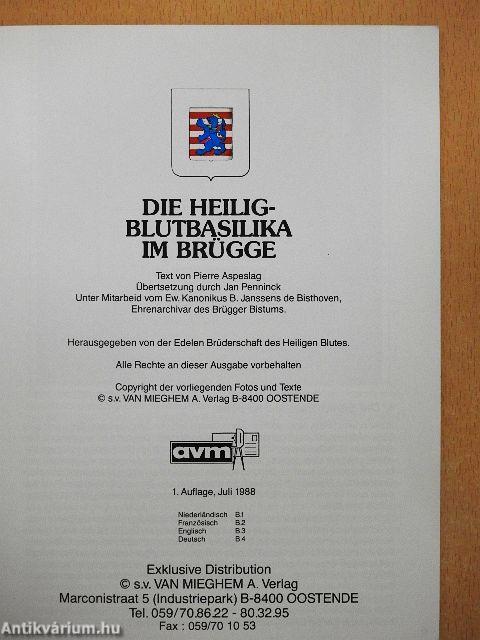 DIE HEILIG-
BLUTBASILIKA
IM BRÜGGE
Text von Pierre Aspeslag
Übertsetzung durch Jan Penninck
Unter Mitarbeid vom Ew. Kanonikus B. Janssens de Bisthoven,
Ehrenarchivar des Brügger Bistums.
Herausgegeben von der Edelen Brüderschaft des Heiligen Blutes.
Alle Rechte an dieser Ausgabe vorbehalten
Copyright der vorliegenden Fotos und Texte
© s.v. VAN MIEGHEM A. Verlag B-8400 OOSTENDE
avm
1. Auflage, Juli 1988
Niederländisch B.1
Französisch B.2
Englisch B.3
Deutsch B.4
Exklusive Distribution
© s.v. VAN MIEGHEM A. Verlag
Marconistraat 5 (Industriepark) B-8400 OOSTENDE
Tel. 059/70.86.22 - 80.32.95
Fax : 059/70 10 53
Antikvárium.hu